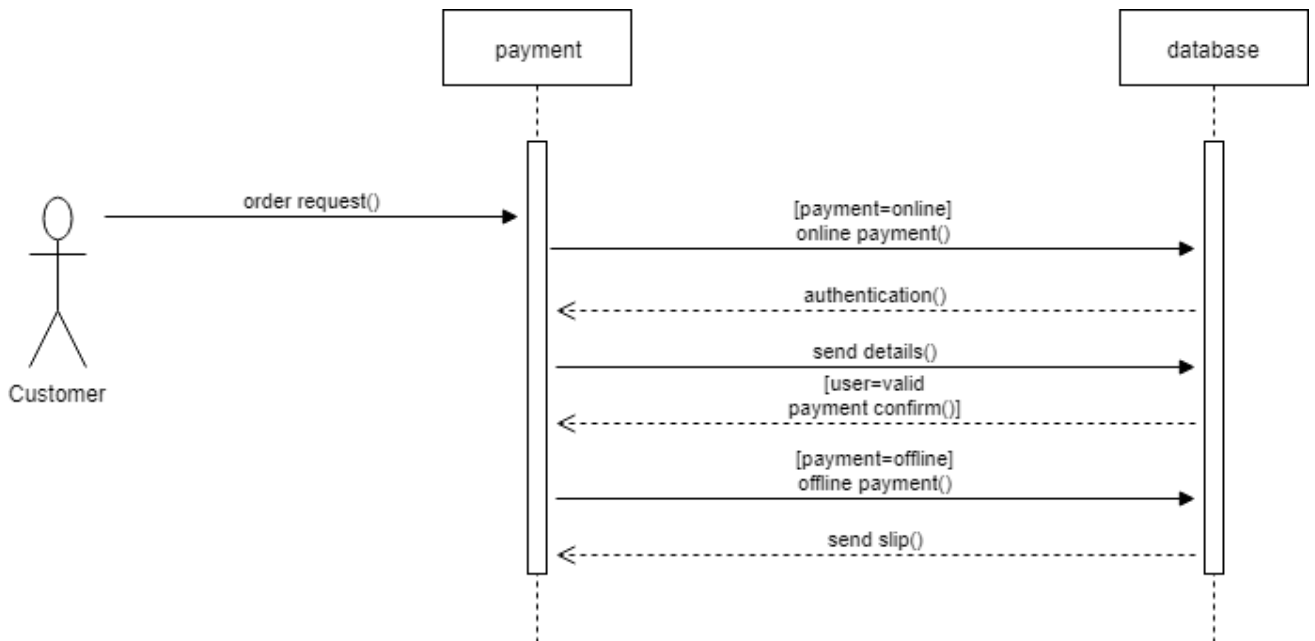 payment
database
order request()
[payment=online]
online payment()
authentication()
send details()
[user=valid
payment confirm()]
Customer
[payment=offline]
offline payment()
send slip()